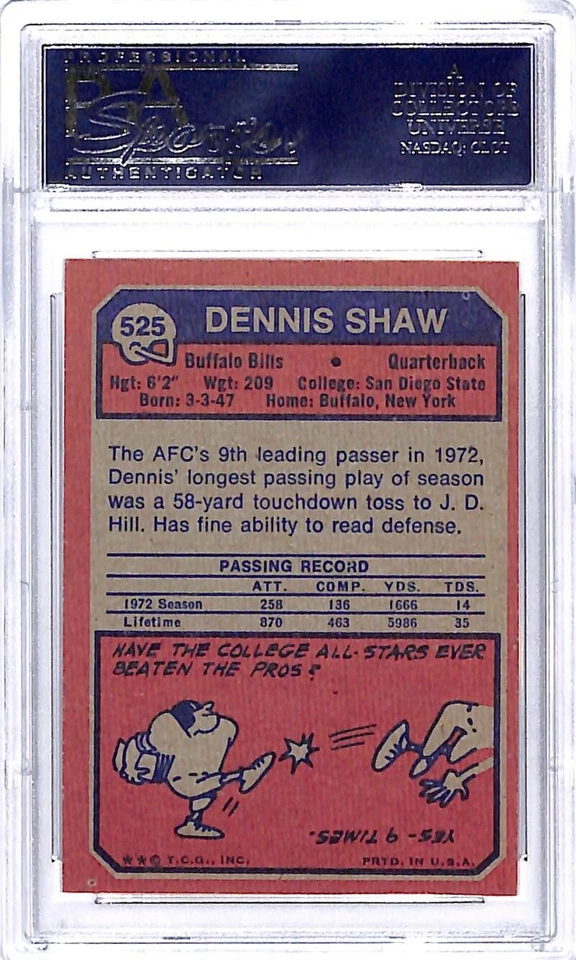 PROFESSIONAL
PSA
Sports
AUTHENTICATOR
A
DIVISION OF
COLLECTORS
UNIVERSE
NASDAQ: CLCT
525
DENNIS SHAW
Buffalo Bills • Quarterback
Hgt: 6'2" Wgt: 209 College: San Diego State
Born: 3-3-47 Home: Buffalo, New York
The AFC's 9th leading passer in 1972,
Dennis' longest passing play of season
was a 58-yard touchdown toss to J. D.
Hill. Has fine ability to read defense.
PASSING RECORD
ATT. COMP. YDS. TDS.
1972 Season 258 136 1666 14
Lifetime 870 463 5986 35
HAVE THE COLLEGE ALL-STARS EVER
BEATEN THE PROS?
YES- 9 TIMES.
**© T.C.G., INC. PRTD. IN U.S.A.